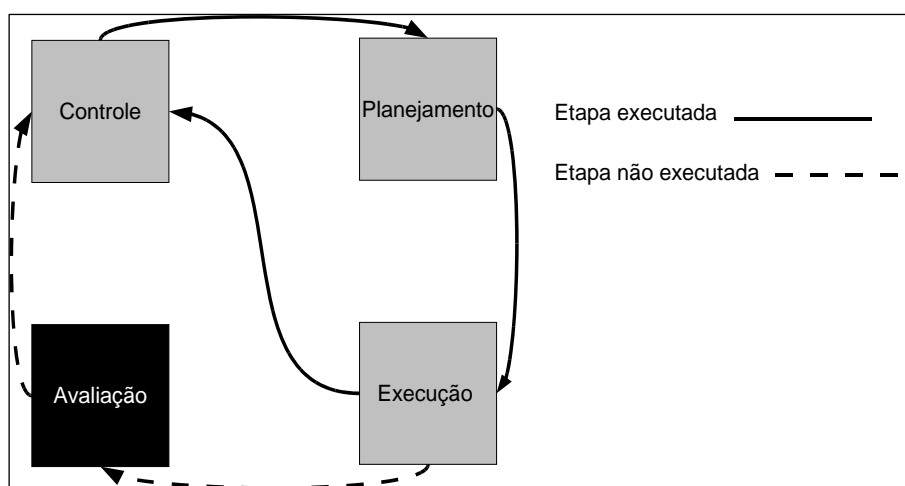 Controle
Planejamento
Etapa executada
Etapa não executada
Avaliação
Execução